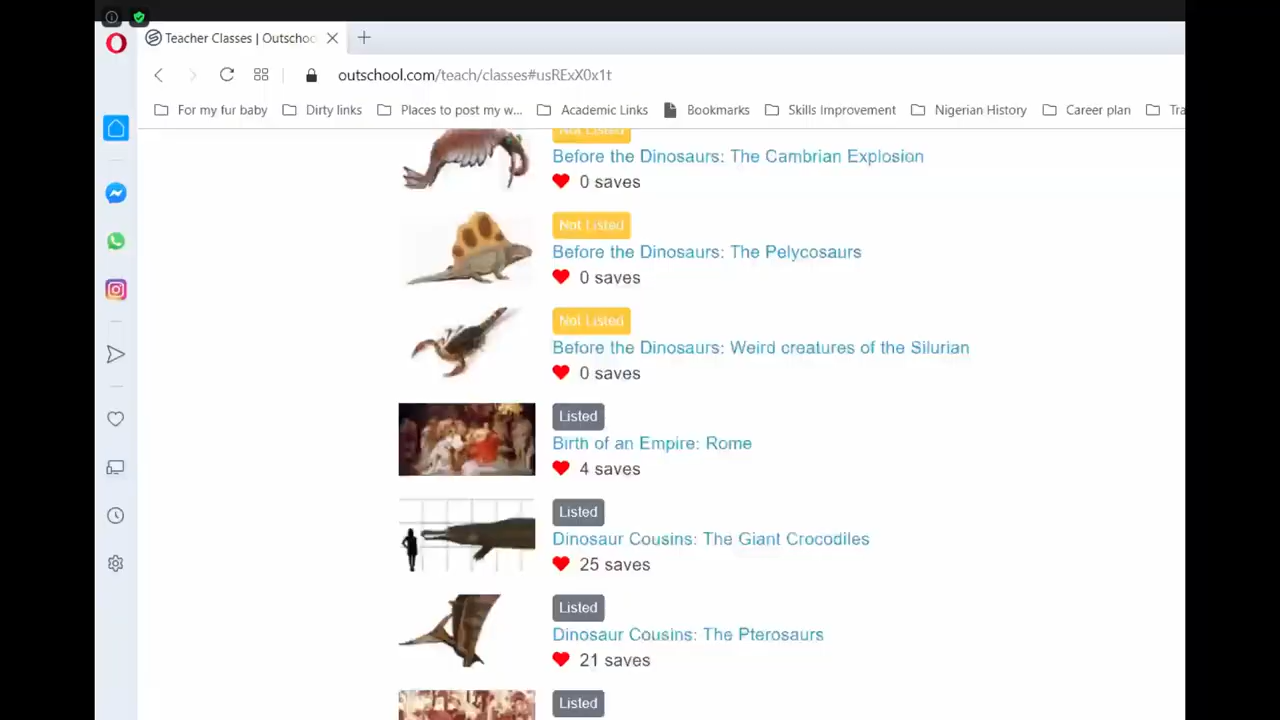 Teacher Classes | Outschoo
outschool.com/teach/classes#usRExX0x1t
For my fur baby Dirty links Places to post my w... Academic Links Bookmarks Skills Improvement Nigerian History Career plan Tra
Not Listed
Before the Dinosaurs: The Cambrian Explosion
0 saves
Not Listed
Before the Dinosaurs: The Pelycosaurs
0 saves
Not Listed
Before the Dinosaurs: Weird creatures of the Silurian
0 saves
Listed
Birth of an Empire: Rome
4 saves
Listed
Dinosaur Cousins: The Giant Crocodiles
25 saves
Listed
Dinosaur Cousins: The Pterosaurs
21 saves
Listed